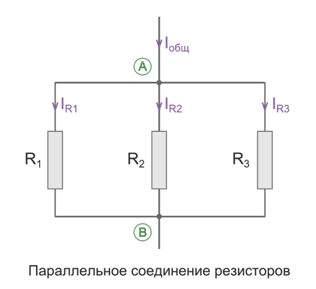 Iобщ
A
IR1 IR2 IR3
R1 R2 R3
B
Параллельное соединение резисторов